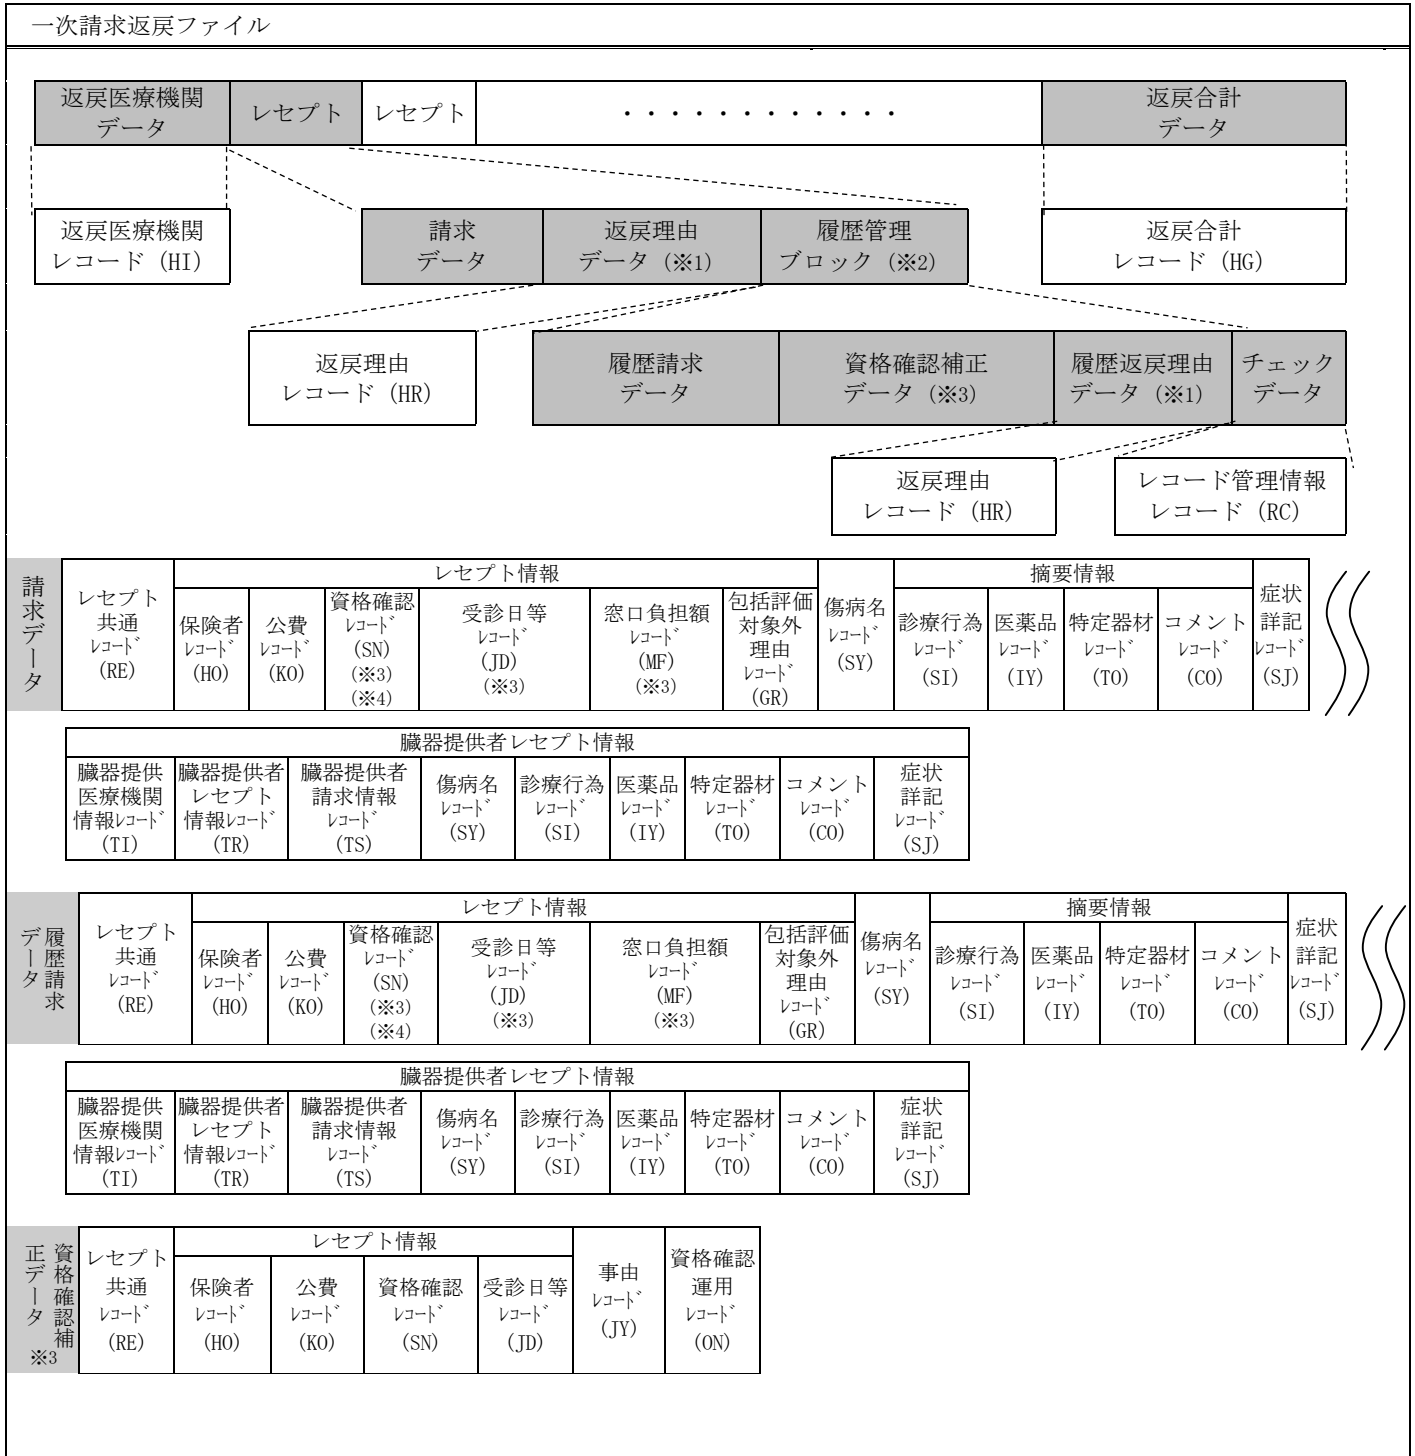 一次請求返戻ファイル
返戻医療機関
データ
レセプト
レセプト
・・・・・・・・・・・・
返戻合計
データ
返戻医療機関
レコード (HI)
請求
データ
返戻理由
データ (※1)
履歴管理
ブロック (※2)
返戻合計
レコード (HG)
返戻理由
レコード (HR)
履歴請求
データ
資格確認補正
データ (※3)
履歴返戻理由
データ (※1)
チェック
データ
返戻理由
レコード (HR)
レコード管理情報
レコード (RC)
請求データ
レセプト
共通
ﾚｺｰﾄﾞ
(RE)
レセプト情報
保険者
ﾚｺｰﾄﾞ
(HO)
公費
ﾚｺｰﾄﾞ
(KO)
資格確認
ﾚｺｰﾄﾞ
(SN)
(※3)
(※4)
受診日等
ﾚｺｰﾄﾞ
(JD)
(※3)
窓口負担額
ﾚｺｰﾄﾞ
(MF)
(※3)
包括評価
対象外
理由
ﾚｺｰﾄﾞ
(GR)
傷病名
ﾚｺｰﾄﾞ
(SY)
摘要情報
診療行為
ﾚｺｰﾄﾞ
(SI)
医薬品
ﾚｺｰﾄﾞ
(IY)
特定器材
ﾚｺｰﾄﾞ
(TO)
コメント
ﾚｺｰﾄﾞ
(CO)
症状
詳記
ﾚｺｰﾄﾞ
(SJ)
臓器提供者レセプト情報
臓器提供
医療機関
情報ﾚｺｰﾄﾞ
(TI)
臓器提供者
レセプト
情報ﾚｺｰﾄﾞ
(TR)
臓器提供者
請求情報
ﾚｺｰﾄﾞ
(TS)
傷病名
ﾚｺｰﾄﾞ
(SY)
診療行為
ﾚｺｰﾄﾞ
(SI)
医薬品
ﾚｺｰﾄﾞ
(IY)
特定器材
ﾚｺｰﾄﾞ
(TO)
コメント
ﾚｺｰﾄﾞ
(CO)
症状
詳記
ﾚｺｰﾄﾞ
(SJ)
履歴請求
データ
レセプト
共通
ﾚｺｰﾄﾞ
(RE)
レセプト情報
保険者
ﾚｺｰﾄﾞ
(HO)
公費
ﾚｺｰﾄﾞ
(KO)
資格確認
ﾚｺｰﾄﾞ
(SN)
(※3)
(※4)
受診日等
ﾚｺｰﾄﾞ
(JD)
(※3)
窓口負担額
ﾚｺｰﾄﾞ
(MF)
(※3)
包括評価
対象外
理由
ﾚｺｰﾄﾞ
(GR)
傷病名
ﾚｺｰﾄﾞ
(SY)
摘要情報
診療行為
ﾚｺｰﾄﾞ
(SI)
医薬品
ﾚｺｰﾄﾞ
(IY)
特定器材
ﾚｺｰﾄﾞ
(TO)
コメント
ﾚｺｰﾄﾞ
(CO)
症状
詳記
ﾚｺｰﾄﾞ
(SJ)
臓器提供者レセプト情報
臓器提供
医療機関
情報ﾚｺｰﾄﾞ
(TI)
臓器提供者
レセプト
情報ﾚｺｰﾄﾞ
(TR)
臓器提供者
請求情報
ﾚｺｰﾄﾞ
(TS)
傷病名
ﾚｺｰﾄﾞ
(SY)
診療行為
ﾚｺｰﾄﾞ
(SI)
医薬品
ﾚｺｰﾄﾞ
(IY)
特定器材
ﾚｺｰﾄﾞ
(TO)
コメント
ﾚｺｰﾄﾞ
(CO)
症状
詳記
ﾚｺｰﾄﾞ
(SJ)
資格確認補
正データ
※3
レセプト
共通
ﾚｺｰﾄﾞ
(RE)
レセプト情報
保険者
ﾚｺｰﾄﾞ
(HO)
公費
ﾚｺｰﾄﾞ
(KO)
資格確認
ﾚｺｰﾄﾞ
(SN)
受診日等
ﾚｺｰﾄﾞ
(JD)
事由
ﾚｺｰﾄﾞ
(JY)
資格確認
運用
ﾚｺｰﾄﾞ
(ON)